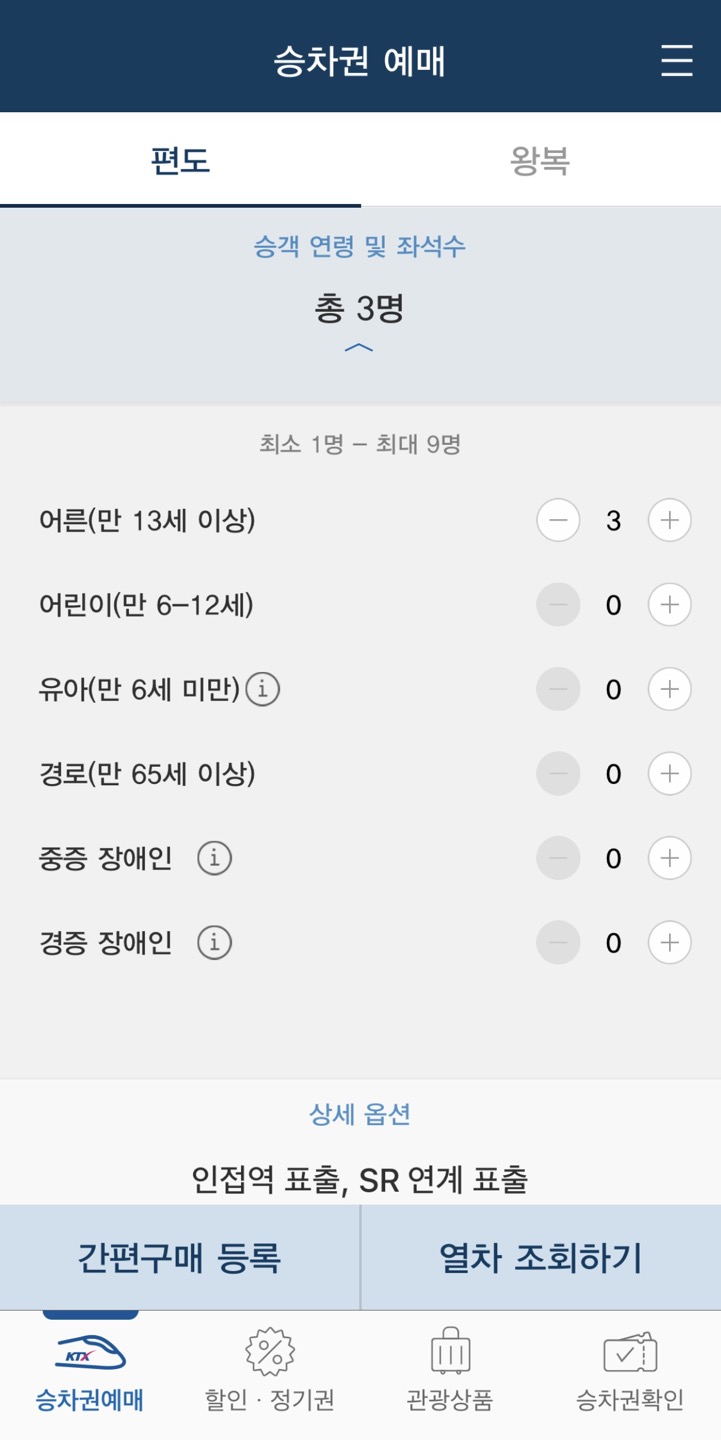 승차권 예매
편도 왕복
승객 연령 및 좌석수
총 3명
최소 1명 – 최대 9명
어른(만 13세 이상) 3
어린이(만 6–12세) 0
유아(만 6세 미만) i 0
경로(만 65세 이상) 0
중증 장애인 i 0
경증 장애인 i 0
상세 옵션
인접역 표출, SR 연계 표출
간편구매 등록 열차 조회하기
KTX
승차권예매 할인 · 정기권 관광상품 승차권확인